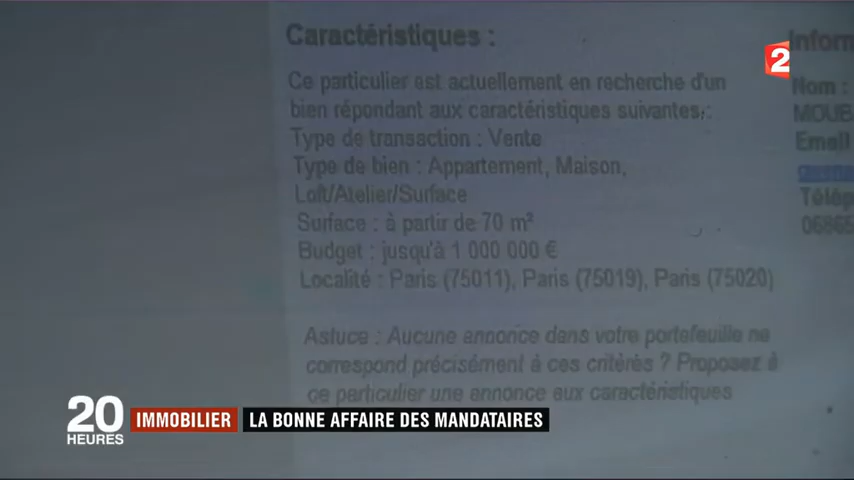 Caractéristiques :
Ce particulier est actuellement en recherche d'un
bien répondant aux caractéristiques suivantes :
Type de transaction : Vente
Type de bien : Appartement, Maison,
Loft/Atelier/Surface
Surface : à partir de 70 m²
Budget : jusqu'à 1 000 000 €
Localité : Paris (75011), Paris (75019), Paris (75020)
Astuce : Aucune annonce dans votre portefeuille ne
correspond précisément à ces critères ? Proposez à
ce particulier une annonce aux caractéristiques
Inform
Nom :
MOUB
Email
Télép
06865
2
20
HEURES
IMMOBILIER
LA BONNE AFFAIRE DES MANDATAIRES